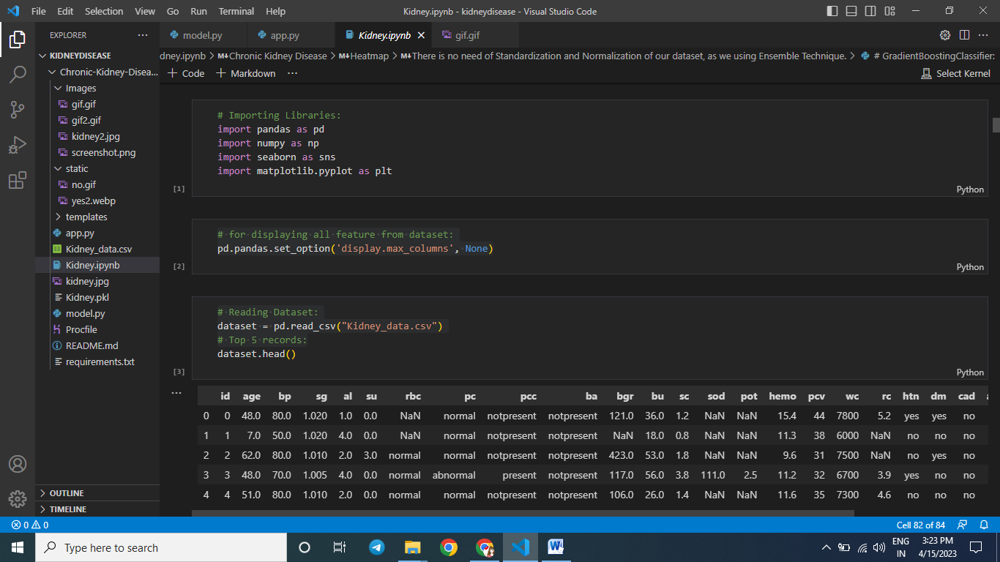 File Edit Selection View Go Run Terminal Help Kidney.ipynb - kidneydisease - Visual Studio Code
EXPLORER
KIDNEYDISEASE
Chronic-Kidney-Disea...
Images
gif.gif
gif2.gif
kidney2.jpg
screenshot.png
static
no.gif
yes2.webp
templates
app.py
Kidney_data.csv
Kidney.ipynb
kidney.jpg
Kidney.pkl
model.py
Procfile
README.md
requirements.txt
OUTLINE
TIMELINE
model.py app.py Kidney.ipynb gif.gif
dney.ipynb > Chronic Kidney Disease > Heatmap > There is no need of Standardization and Normalization of our dataset, as we using Ensemble Technique. > # GradientBoostingClassifier:
+ Code + Markdown ... Select Kernel
# Importing Libraries:
import pandas as pd
import numpy as np
import seaborn as sns
import matplotlib.pyplot as plt
[1] Python
# for displaying all feature from dataset:
pd.pandas.set_option('display.max_columns', None)
[2] Python
# Reading Dataset:
dataset = pd.read_csv("Kidney_data.csv")
# Top 5 records:
dataset.head()
[3] Python
id age bp sg al su rbc pc pcc ba bgr bu sc sod pot hemo pcv wc rc htn dm cad
0 0 48.0 80.0 1.020 1.0 0.0 NaN normal notpresent notpresent 121.0 36.0 1.2 NaN NaN 15.4 44 7800 5.2 yes yes no
1 1 7.0 50.0 1.020 4.0 0.0 NaN normal notpresent notpresent NaN 18.0 0.8 NaN NaN 11.3 38 6000 NaN no no no
2 2 62.0 80.0 1.010 2.0 3.0 normal normal notpresent notpresent 423.0 53.0 1.8 NaN NaN 9.6 31 7500 NaN no yes no
3 3 48.0 70.0 1.005 4.0 0.0 normal abnormal present notpresent 117.0 56.0 3.8 111.0 2.5 11.2 32 6700 3.9 yes no no
4 4 51.0 80.0 1.010 2.0 0.0 normal normal notpresent notpresent 106.0 26.0 1.4 NaN NaN 11.6 35 7300 4.6 no no no
0 0 Cell 82 of 84
Type here to search
ENG
IN
3:23 PM
4/15/2023